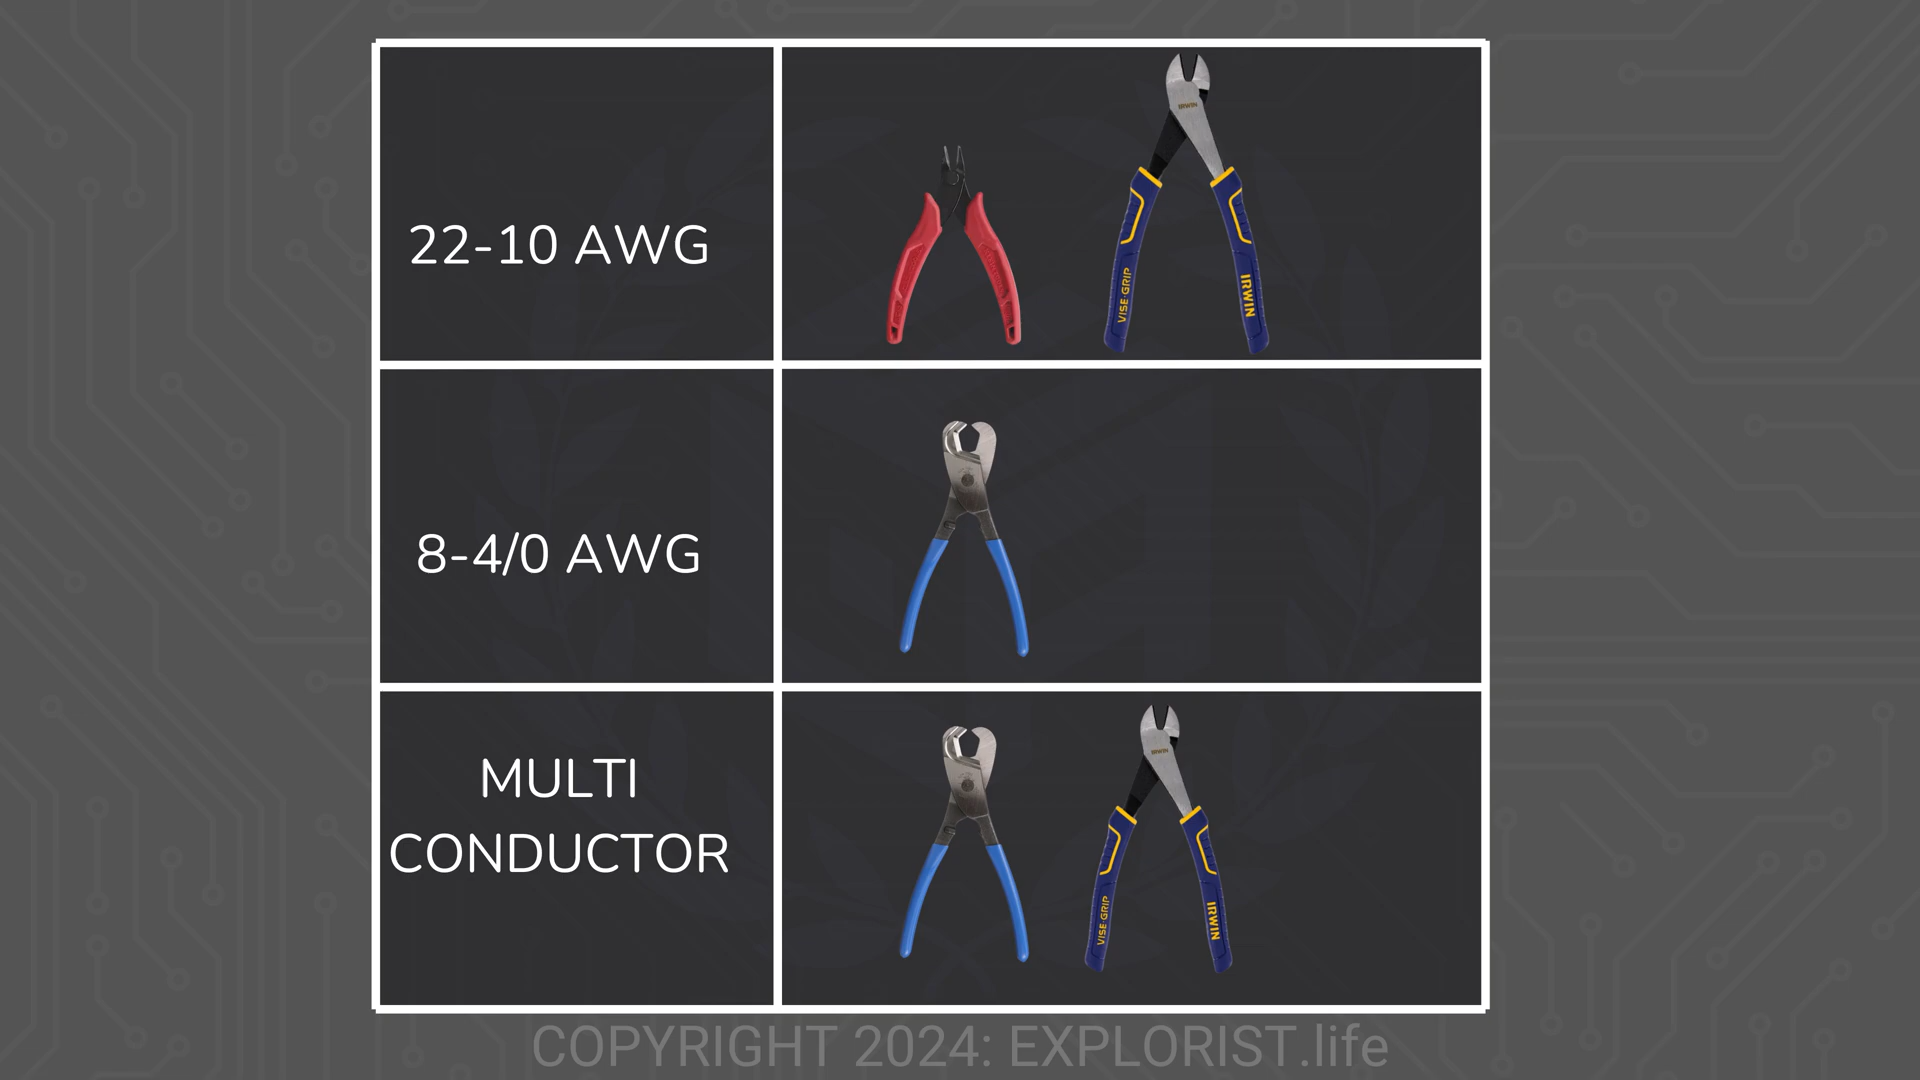 22-10 AWG
IRWIN
VISE-GRIP
IRWIN
8-4/0 AWG
MULTI
CONDUCTOR
IRWIN
VISE-GRIP
IRWIN
COPYRIGHT 2024: EXPLORIST.life